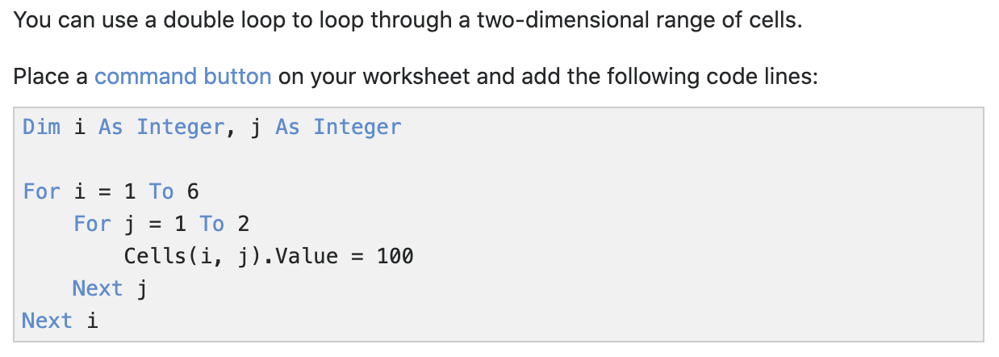 You can use a double loop to loop through a two-dimensional range of cells.
Place a command button on your worksheet and add the following code lines:
Dim i As Integer, j As Integer
For i = 1 To 6
    For j = 1 To 2
        Cells(i, j).Value = 100
    Next j
Next i